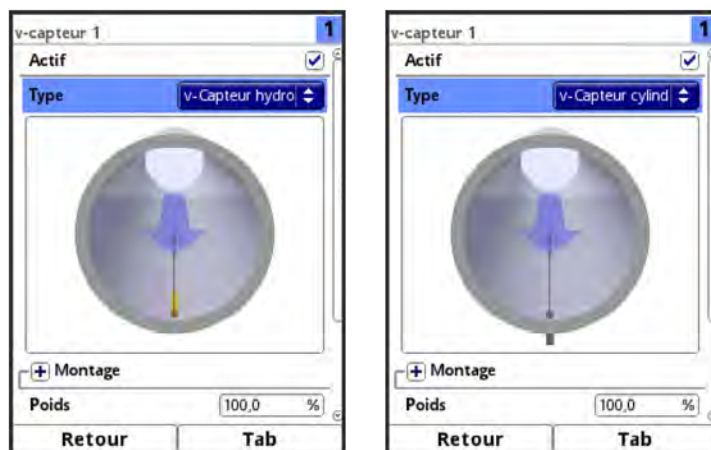 v-capteur 1 1
Actif
Type v-Capteur hydro
Montage
Poids 100,0 %
Retour Tab
v-capteur 1 1
Actif
Type v-Capteur cylind
Montage
Poids 100,0 %
Retour Tab